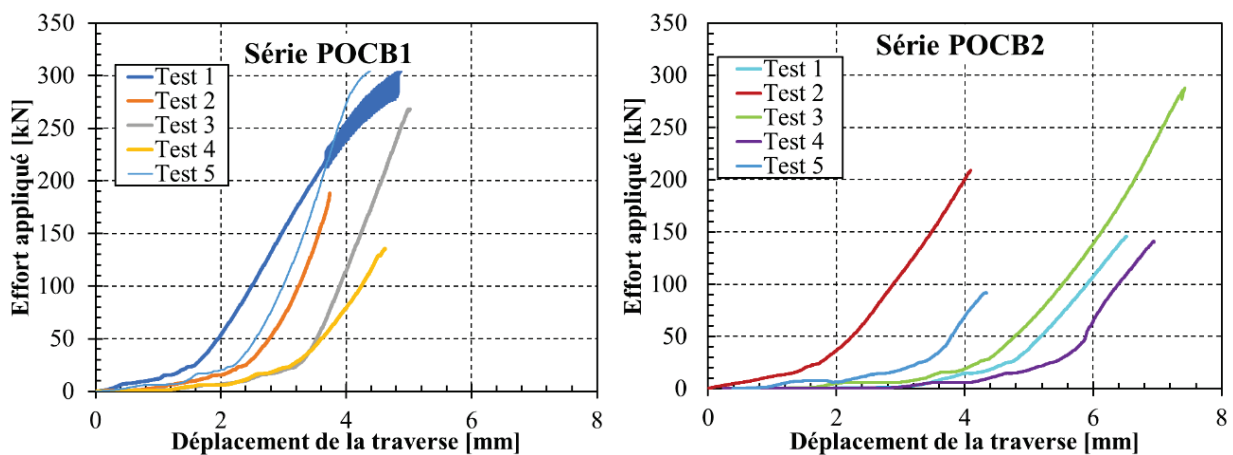 Série POCB1
Effort appliqué [kN]
350
300
250
200
150
100
50
0
Test 1
Test 2
Test 3
Test 4
Test 5
0 2 4 6 8
Déplacement de la traverse [mm]
Série POCB2
Effort appliqué [kN]
350
300
250
200
150
100
50
0
Test 1
Test 2
Test 3
Test 4
Test 5
0 2 4 6 8
Déplacement de la traverse [mm]